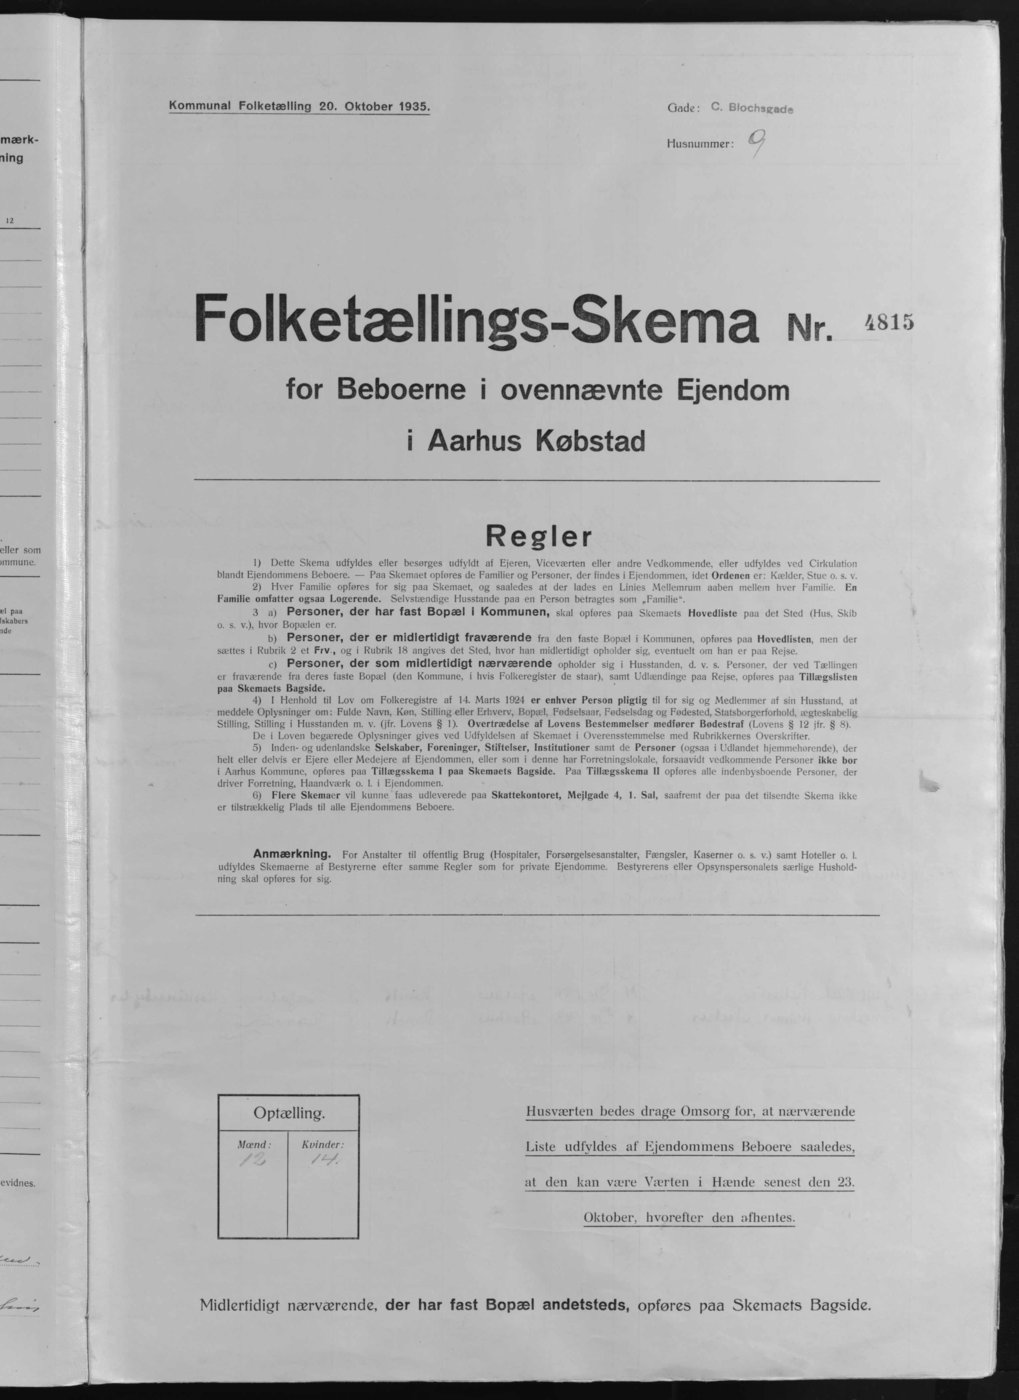 mærk-
ning
12
eller som
ommune.
el paa
lskabers
nde
evidnes.
Kommunal Folketælling 20. Oktober 1935.
Gade: C. Blochsgade
Husnummer: 9
Folketællings-Skema Nr. 4815
for Beboerne i ovennævnte Ejendom
i Aarhus Købstad
Regler
1) Dette Skema udfyldes eller besørges udfyldt af Ejeren, Viceværten eller andre Vedkommende, eller udfyldes ved Cirkulation
blandt Ejendommens Beboere. — Paa Skemaet opføres de Familier og Personer, der findes i Ejendommen, idet Ordenen er: Kælder, Stue o. s. v.
2) Hver Familie opføres for sig paa Skemaet, og saaledes at der lades en Linies Mellemrum aaben mellem hver Familie. En
Familie omfatter ogsaa Logerende. Selvstændige Husstande paa en Person betragtes som „Familie“.
3 a) Personer, der har fast Bopæl i Kommunen, skal opføres paa Skemaets Hovedliste paa det Sted (Hus, Skib
o. s. v.), hvor Bopælen er.
b) Personer, der er midlertidigt fraværende fra den faste Bopæl i Kommunen, opføres paa Hovedlisten, men der
sættes i Rubrik 2 et Frv., og i Rubrik 18 angives det Sted, hvor han midlertidigt opholder sig, eventuelt om han er paa Rejse.
c) Personer, der som midlertidigt nærværende opholder sig i Husstanden, d. v. s. Personer, der ved Tællingen
er fraværende fra deres faste Bopæl (den Kommune, i hvis Folkeregister de staar), samt Udlændinge paa Rejse, opføres paa Tillægslisten
paa Skemaets Bagside.
4) I Henhold til Lov om Folkeregistre af 14. Marts 1924 er enhver Person pligtig til for sig og Medlemmer af sin Husstand, at
meddele Oplysninger om: Fulde Navn, Køn, Stilling eller Erhverv, Bopæl, Fødselsaar, Fødselsdag og Fødested, Statsborgerforhold, ægteskabelig
Stilling, Stilling i Husstanden m. v. (jfr. Lovens § 1). Overtrædelse af Lovens Bestemmelser medfører Bødestraf (Lovens § 12 jfr. § 8).
De i Loven begærede Oplysninger gives ved Udfyldelsen af Skemaet i Overensstemmelse med Rubrikkernes Overskrifter.
5) Inden- og udenlandske Selskaber, Foreninger, Stiftelser, Institutioner samt de Personer (ogsaa i Udlandet hjemmehørende), der
helt eller delvis er Ejere eller Medejere af Ejendommen, eller som i denne har Forretningslokale, forsaavidt vedkommende Personer ikke bor
i Aarhus Kommune, opføres paa Tillægsskema I paa Skemaets Bagside. Paa Tillægsskema II opføres alle indenbysboende Personer, der
driver Forretning, Haandværk o. l. i Ejendommen.
6) Flere Skemaer vil kunne faas udleverede paa Skattekontoret, Mejlgade 4, 1. Sal, saafremt der paa det tilsendte Skema ikke
er tilstrækkelig Plads til alle Ejendommens Beboere.
Anmærkning. For Anstalter til offentlig Brug (Hospitaler, Forsørgelsesanstalter, Fængsler, Kaserner o. s. v.) samt Hoteller o. l.
udfyldes Skemaerne af Bestyrerne efter samme Regler som for private Ejendomme. Bestyrerens eller Opsynspersonalets særlige Hushold-
ning skal opføres for sig.
Optælling.
Mænd: Kvinder:
12 14.
Husværten bedes drage Omsorg for, at nærværende
Liste udfyldes af Ejendommens Beboere saaledes,
at den kan være Værten i Hænde senest den 23.
Oktober, hvorefter den afhentes.
Midlertidigt nærværende, der har fast Bopæl andetsteds, opføres paa Skemaets Bagside.